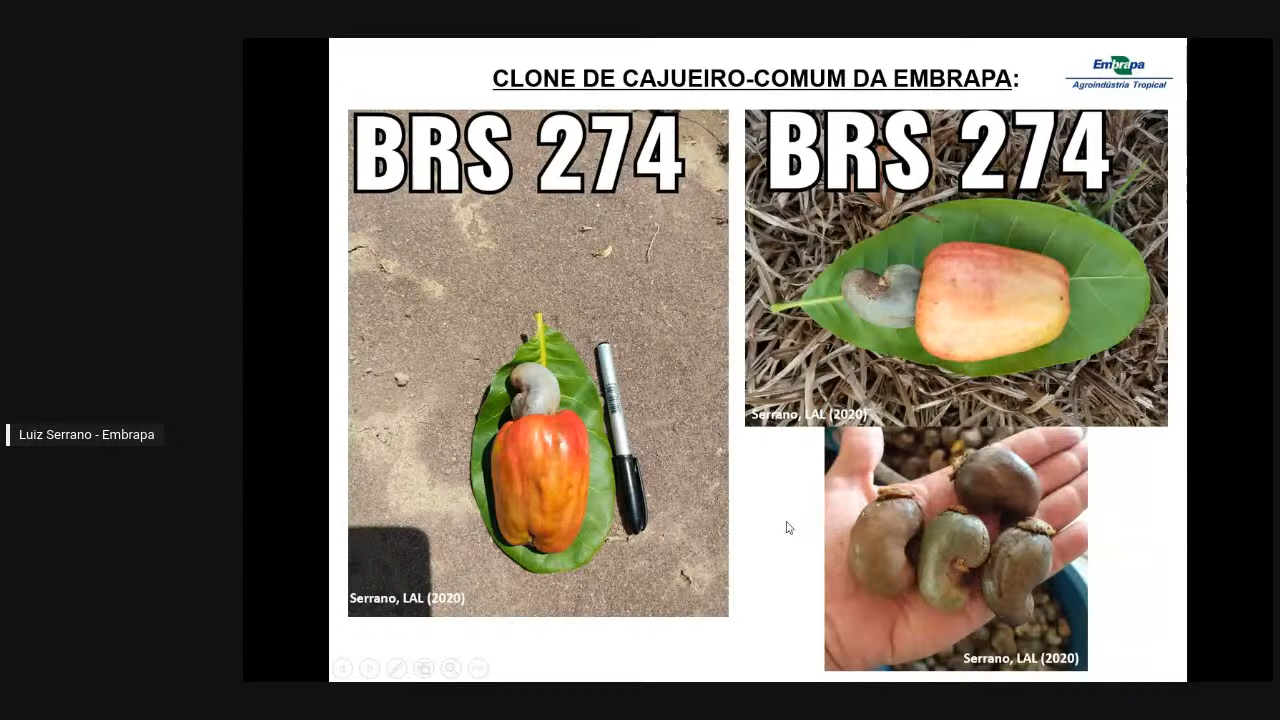 CLONE DE CAJUEIRO-COMUM DA EMBRAPA:
Embrapa
Agroindústria Tropical
BRS 274
BRS 274
Serrano, LAL (2020)
Luiz Serrano - Embrapa
Serrano, LAL (2020)
Serrano, LAL (2020)